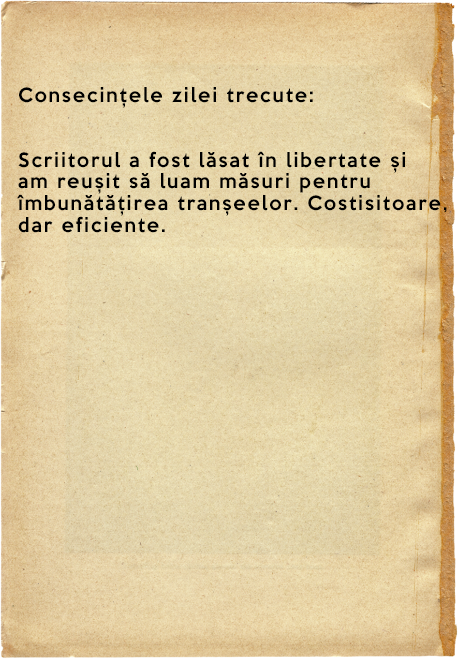 Consecințele zilei trecute:
Scriitorul a fost lăsat în libertate și
am reușit să luam măsuri pentru
îmbunătățirea tranșeelor. Costisitoare,
dar eficiente.